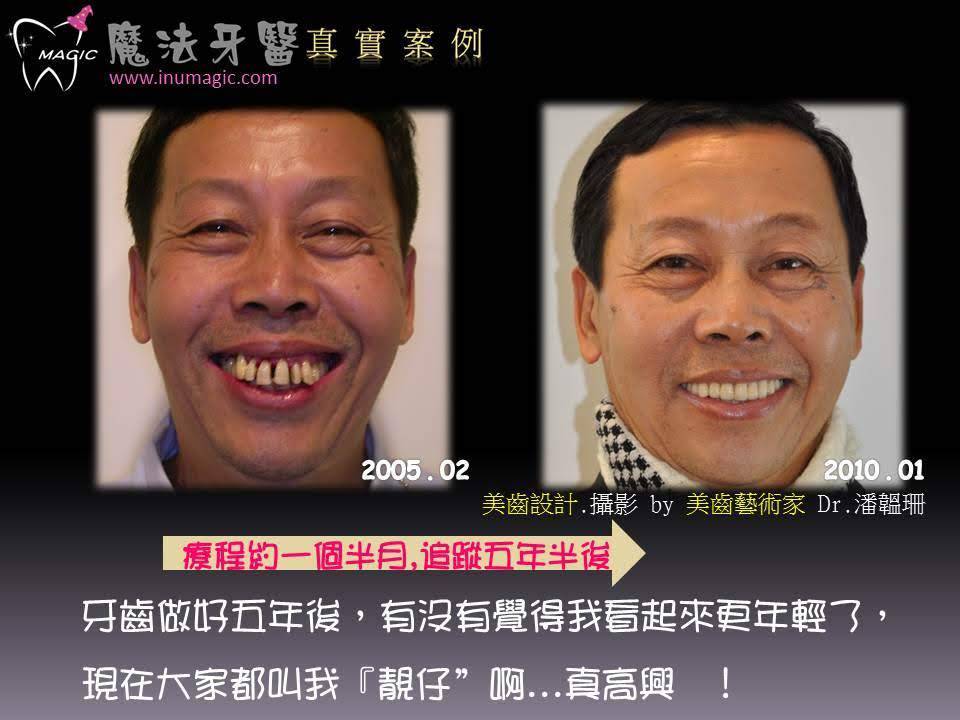 MAGIC 魔法牙醫真實案例
www.inumagic.com
2005.02
2010.01
美齒設計.攝影 by 美齒藝術家 Dr.潘韞珊
療程約一個半月,追蹤五年半後
牙齒做好五年後，有沒有覺得我看起來更年輕了，
現在大家都叫我『靚仔”啊...真高興 ！